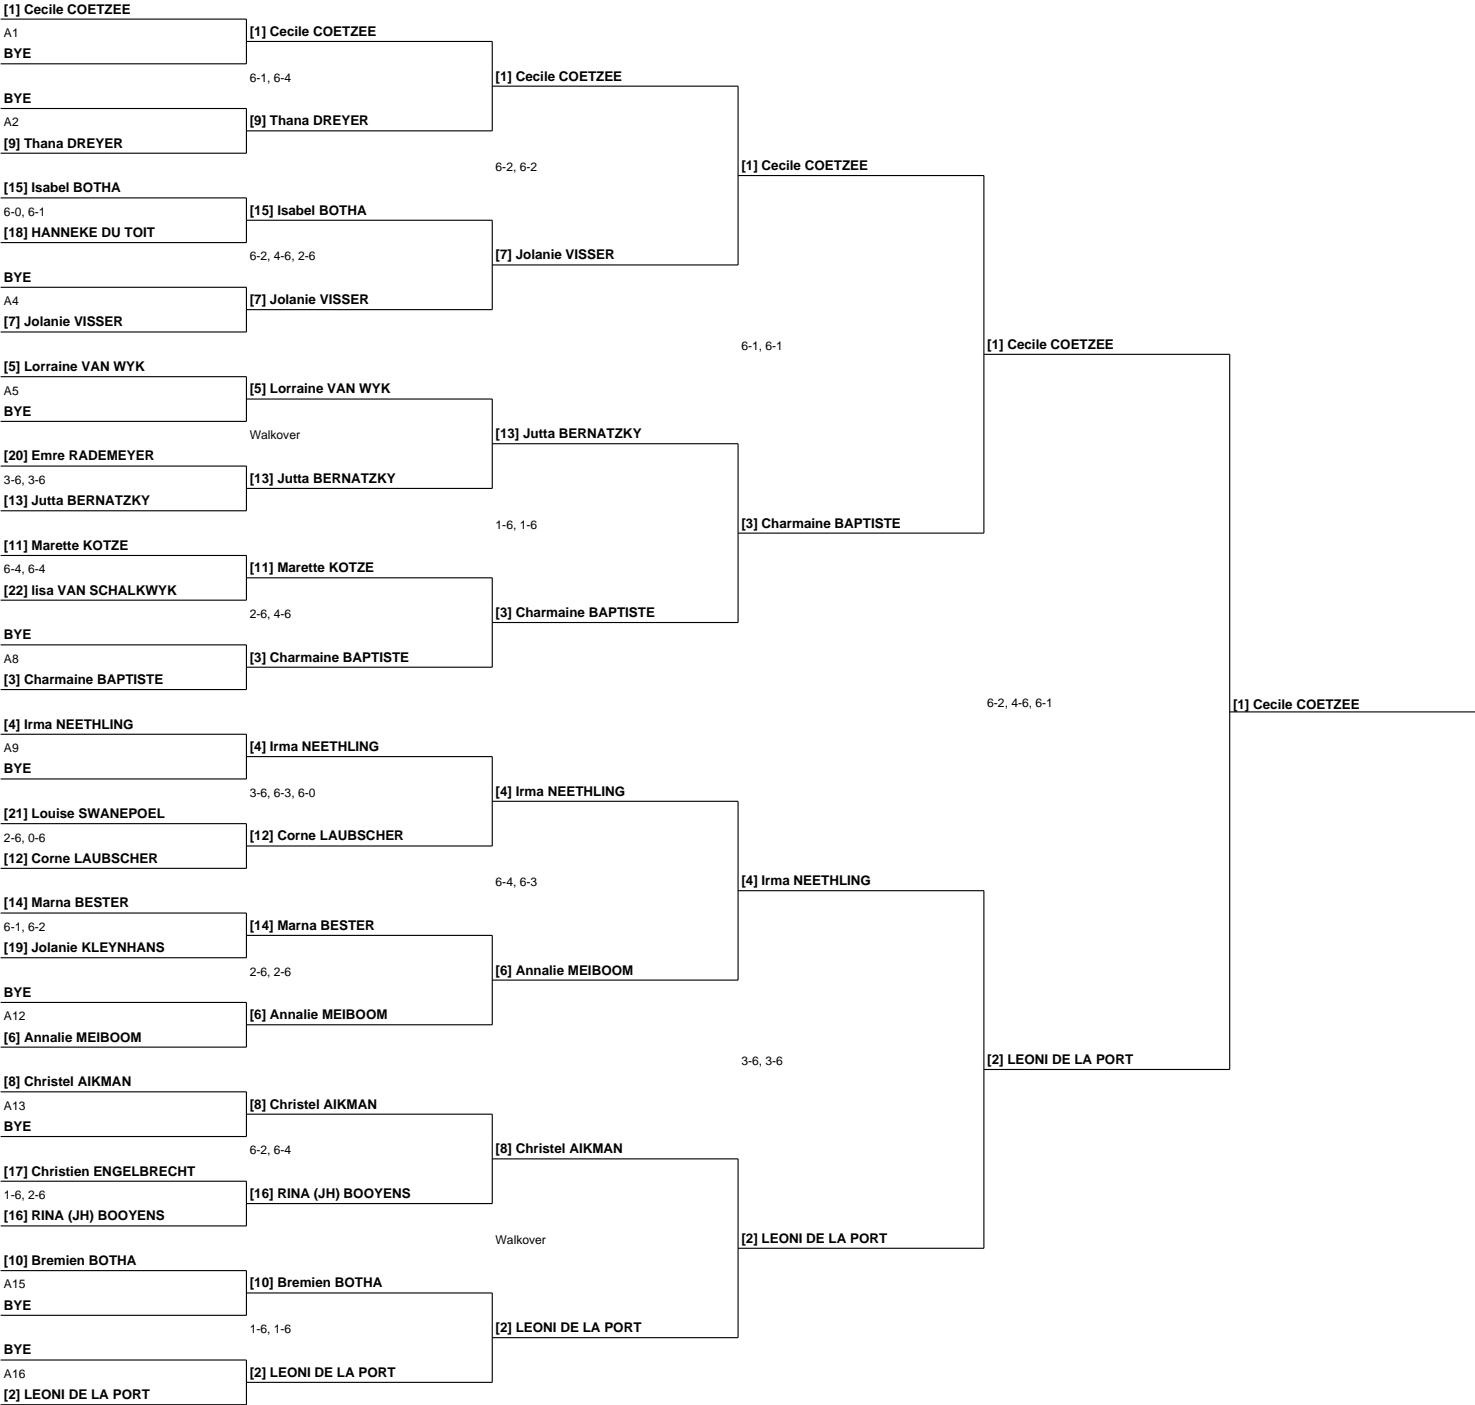 [1] Cecile COETZEE
A1
[1] Cecile COETZEE
BYE
6-1, 6-4
[1] Cecile COETZEE
BYE
A2
[9] Thana DREYER
[9] Thana DREYER
6-2, 6-2
[1] Cecile COETZEE
[15] Isabel BOTHA
6-0, 6-1
[15] Isabel BOTHA
[18] HANNEKE DU TOIT
6-2, 4-6, 2-6
[7] Jolanie VISSER
BYE
A4
[7] Jolanie VISSER
[7] Jolanie VISSER
6-1, 6-1
[1] Cecile COETZEE
[5] Lorraine VAN WYK
A5
[5] Lorraine VAN WYK
BYE
Walkover
[13] Jutta BERNATZKY
[20] Emre RADEMEYER
3-6, 3-6
[13] Jutta BERNATZKY
[13] Jutta BERNATZKY
1-6, 1-6
[3] Charmaine BAPTISTE
[11] Marette KOTZE
6-4, 6-4
[11] Marette KOTZE
[22] lisa VAN SCHALKWYK
2-6, 4-6
[3] Charmaine BAPTISTE
BYE
A8
[3] Charmaine BAPTISTE
[3] Charmaine BAPTISTE
6-2, 4-6, 6-1
[1] Cecile COETZEE
[4] Irma NEETHLING
A9
[4] Irma NEETHLING
BYE
3-6, 6-3, 6-0
[4] Irma NEETHLING
[21] Louise SWANEPOEL
2-6, 0-6
[12] Corne LAUBSCHER
[12] Corne LAUBSCHER
6-4, 6-3
[4] Irma NEETHLING
[14] Marna BESTER
6-1, 6-2
[14] Marna BESTER
[19] Jolanie KLEYNHANS
2-6, 2-6
[6] Annalie MEIBOOM
BYE
A12
[6] Annalie MEIBOOM
[6] Annalie MEIBOOM
3-6, 3-6
[2] LEONI DE LA PORT
[8] Christel AIKMAN
A13
[8] Christel AIKMAN
BYE
6-2, 6-4
[8] Christel AIKMAN
[17] Christien ENGELBRECHT
1-6, 2-6
[16] RINA (JH) BOOYENS
[16] RINA (JH) BOOYENS
Walkover
[2] LEONI DE LA PORT
[10] Bremien BOTHA
A15
[10] Bremien BOTHA
BYE
1-6, 1-6
[2] LEONI DE LA PORT
BYE
A16
[2] LEONI DE LA PORT
[2] LEONI DE LA PORT